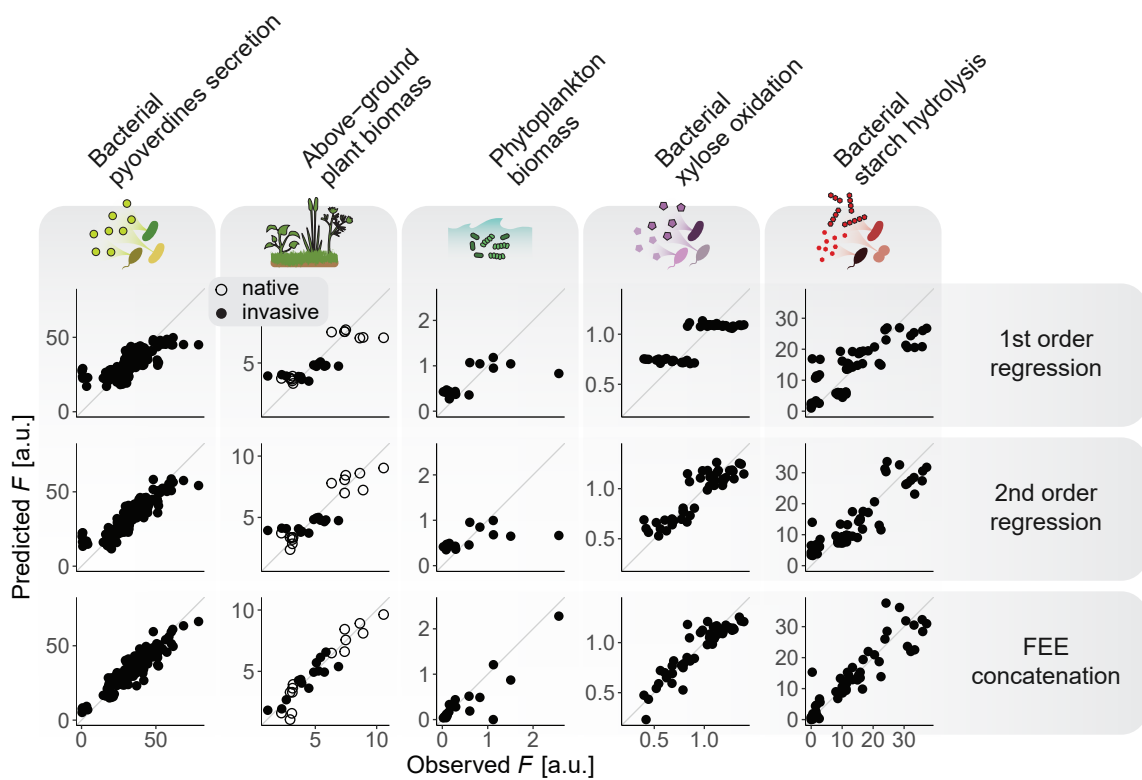 Bacterial
pyoverdines secretion
Above−ground
plant biomass
Phytoplankton
biomass
Bacterial
xylose oxidation
Bacterial
starch hydrolysis
native
invasive
50
0
5
2
1
0
1.0
0.5
30
20
10
0
1st order
regression
50
0
10
5
2
1
0
1.0
0.5
30
20
10
0
2nd order
regression
50
0
10
5
2
1
0
1.0
0.5
30
20
10
0
FEE
concatenation
0 50
5 10
0 1 2
0.5 1.0
0 10 20 30
Predicted F [a.u.]
Observed F [a.u.]